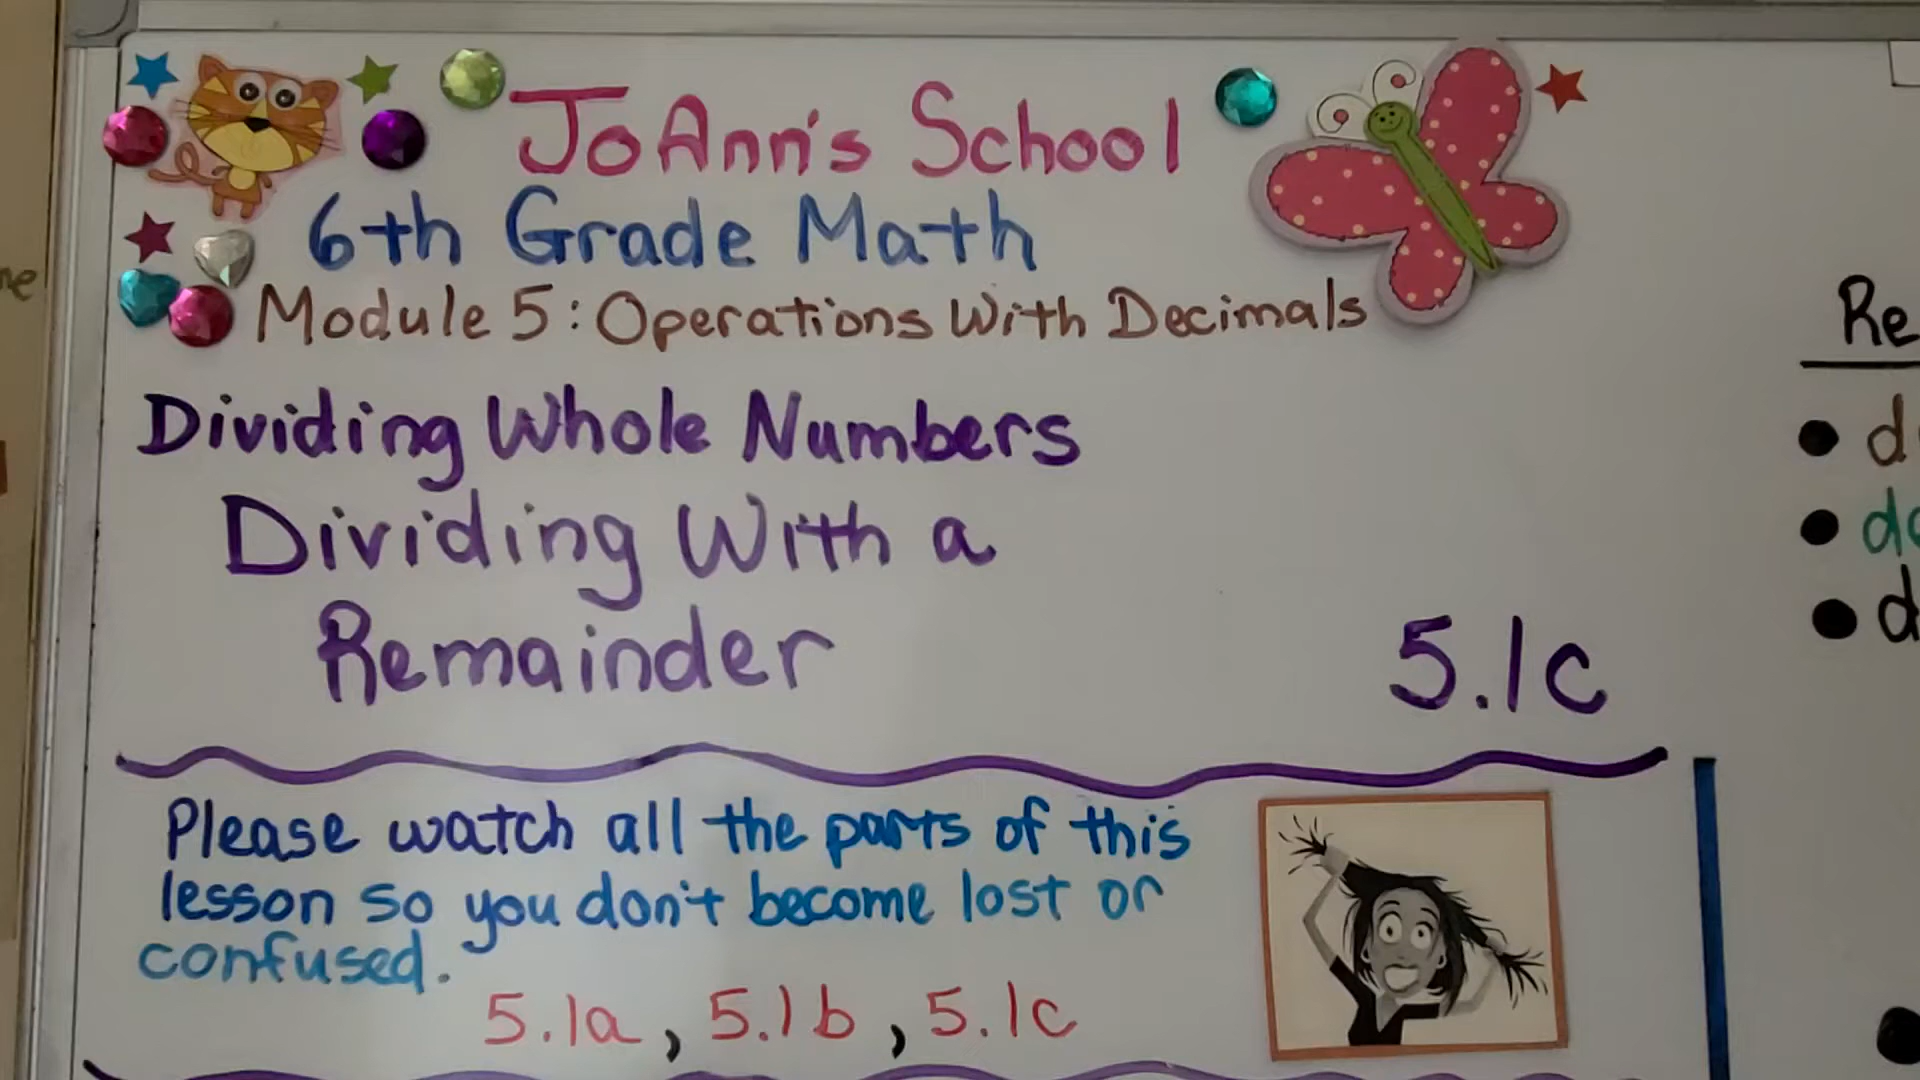 JoAnn's School
6th Grade Math
Module 5: Operations With Decimals
Dividing Whole Numbers
Dividing With a
Remainder
5.1c
Please watch all the parts of this
lesson so you don't become lost or
confused.
5.1a, 5.1b, 5.1c